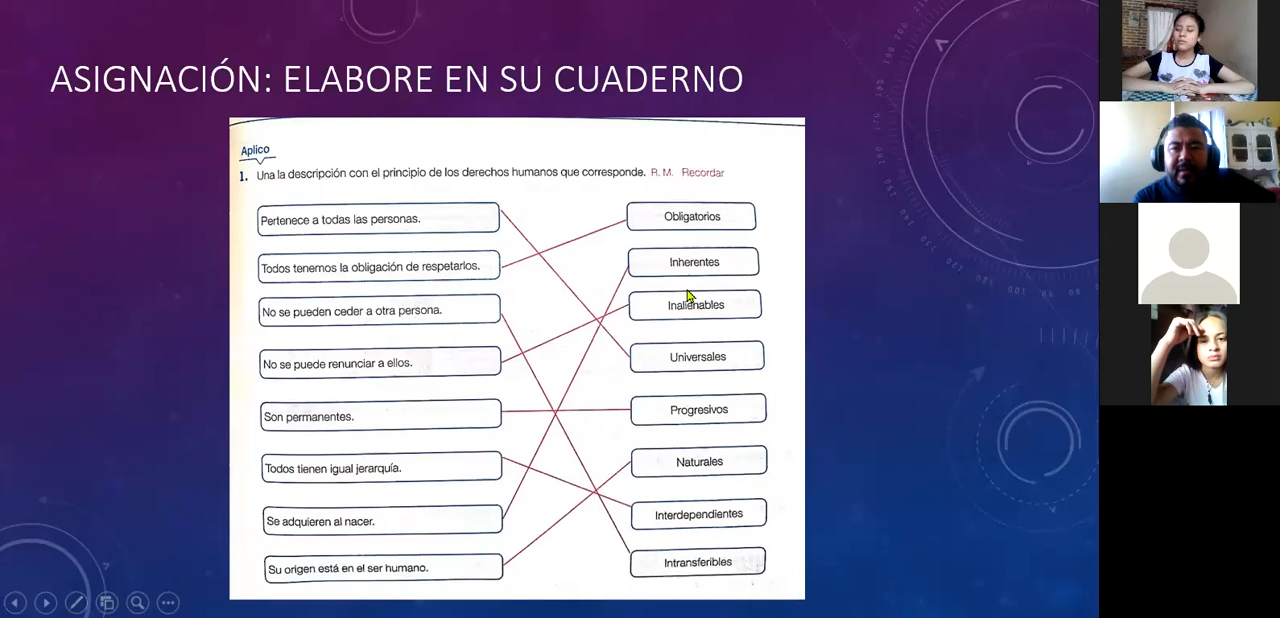 ASIGNACIÓN: ELABORE EN SU CUADERNO
Aplico
1. Una la descripción con el principio de los derechos humanos que corresponde. R. M. Recordar
Pertenece a todas las personas.
Obligatorios
Todos tenemos la obligación de respetarlos.
Inherentes
No se pueden ceder a otra persona.
Inalienables
No se puede renunciar a ellos.
Universales
Son permanentes.
Progresivos
Todos tienen igual jerarquía.
Naturales
Se adquieren al nacer.
Interdependientes
Su origen está en el ser humano.
Intransferibles